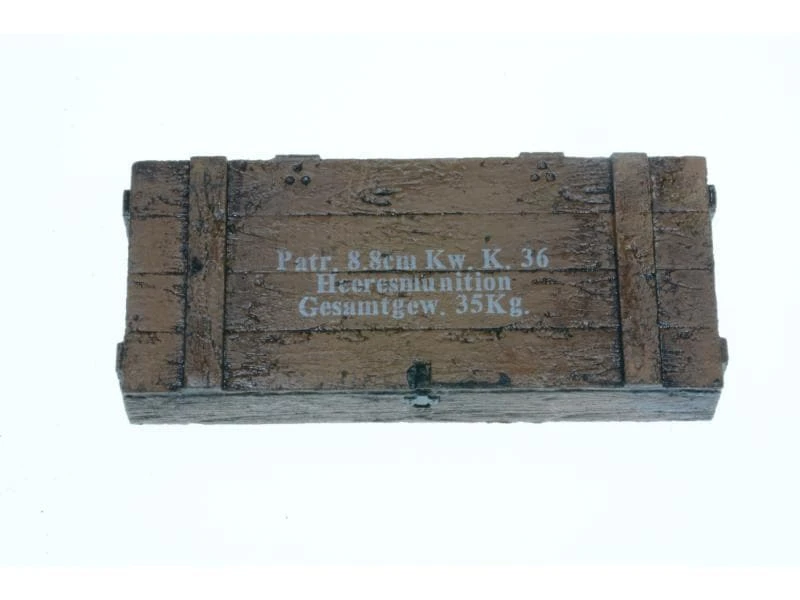 Patr. 8 8cm Kw. K. 36
Heeresmunition
Gesamtgew. 35Kg.